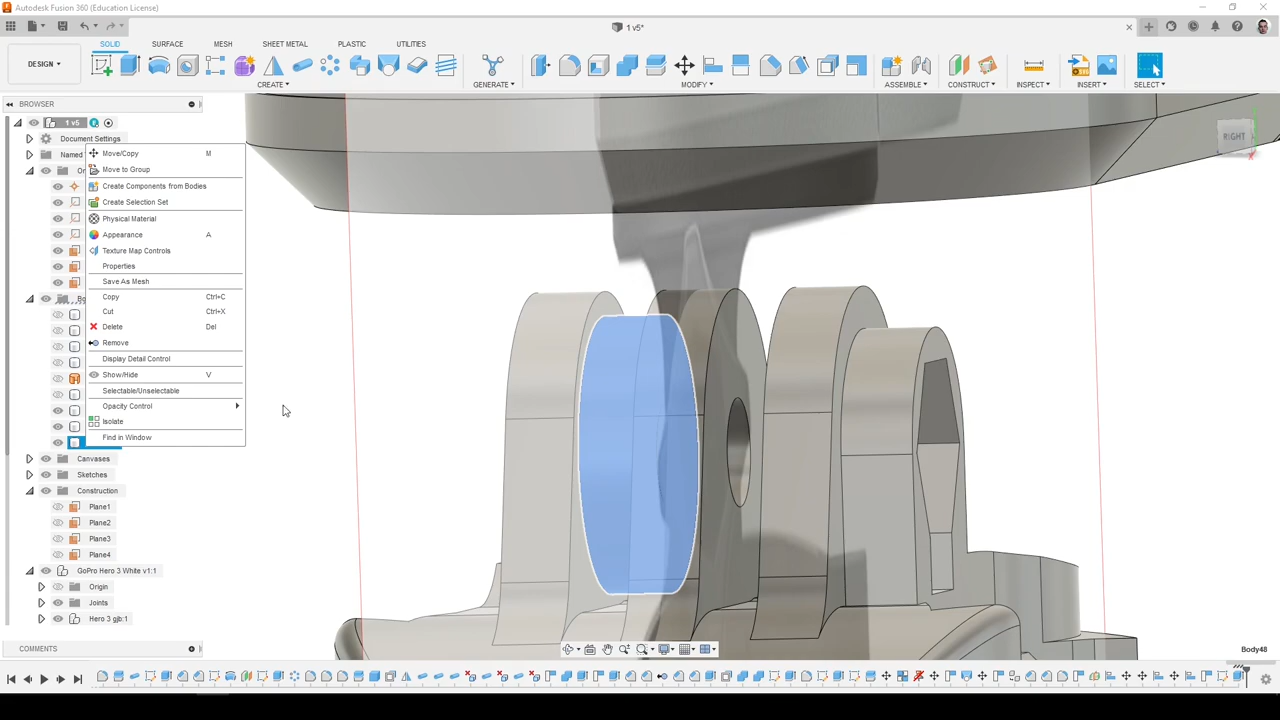 Autodesk Fusion 360 (Education License)
1 v5*
SOLID SURFACE MESH SHEET METAL PLASTIC UTILITIES
DESIGN
CREATE GENERATE MODIFY ASSEMBLE CONSTRUCT INSPECT INSERT SELECT
BROWSER
1 v5
Document Settings
Named
Move/Copy M
Move to Group
Create Components from Bodies
Create Selection Set
Physical Material
Appearance A
Texture Map Controls
Properties
Save As Mesh
Copy Ctrl+C
Cut Ctrl+X
Delete Del
Remove
Display Detail Control
Show/Hide V
Selectable/Unselectable
Opacity Control
Isolate
Find in Window
Canvases
Sketches
Construction
Plane1
Plane2
Plane3
Plane4
GoPro Hero 3 White v1:1
Origin
Joints
Hero 3 gjb:1
COMMENTS
RIGHT
Body48